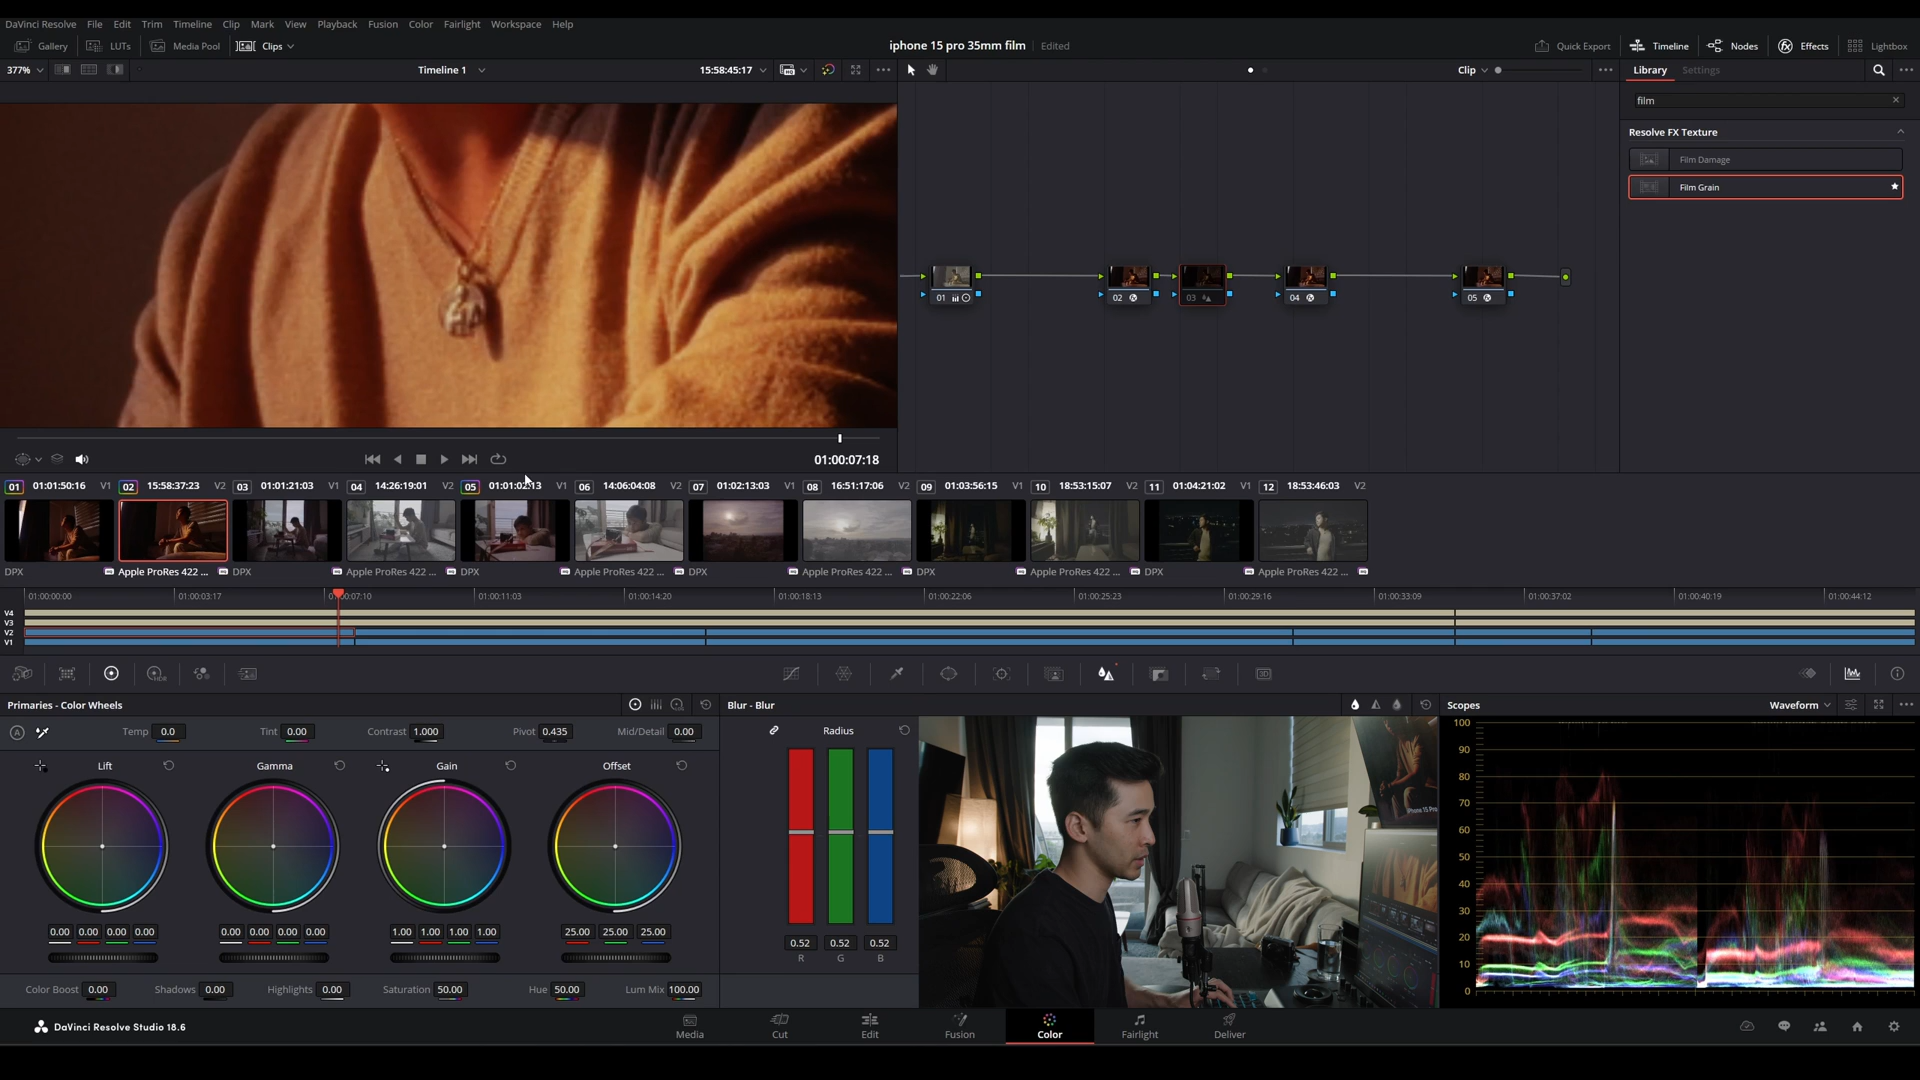 DaVinci Resolve File Edit Trim Timeline Clip Mark View Playback Fusion Color Fairlight Workspace Help
Gallery LUTs Media Pool Clips iphone 15 pro 35mm film Edited Quick Export Timeline Nodes Effects Lightbox
377% Timeline 1 15:58:45:17 Clip Library Settings
film
Resolve FX Texture
Film Damage
Film Grain
01 02 03 04 05
01:00:07:18
01 01:01:50:16 V1 02 15:58:37:23 V2 03 01:01:21:03 V1 04 14:26:19:01 V2 05 01:01:02:13 V1 06 14:06:04:08 V2 07 01:02:13:03 V1 08 16:51:17:06 V2 09 01:03:56:15 V1 10 18:53:15:07 V2 11 01:04:21:02 V1 12 18:53:46:03 V2
DPX Apple ProRes 422 ... DPX Apple ProRes 422 ... DPX Apple ProRes 422 ... DPX Apple ProRes 422 ... DPX Apple ProRes 422 ... DPX Apple ProRes 422 ...
01:00:00:00 01:00:03:17 01:00:07:10 01:00:11:03 01:00:14:20 01:00:18:13 01:00:22:06 01:00:25:23 01:00:29:16 01:00:33:09 01:00:37:02 01:00:40:19 01:00:44:12
V4
V3
V2
V1
HDR 3D
Primaries - Color Wheels Blur - Blur Scopes Waveform
A Temp 0.0 Tint 0.00 Contrast 1.000 Pivot 0.435 Mid/Detail 0.00 Radius
Lift Gamma Gain Offset
0.00 0.00 0.00 0.00 0.00 0.00 0.00 0.00 1.00 1.00 1.00 1.00 25.00 25.00 25.00
0.52 0.52 0.52
R G B
iPhone 15 Pro
100
90
80
70
60
50
40
30
20
10
0
Color Boost 0.00 Shadows 0.00 Highlights 0.00 Saturation 50.00 Hue 50.00 Lum Mix 100.00
DaVinci Resolve Studio 18.6
Media Cut Edit Fusion Color Fairlight Deliver